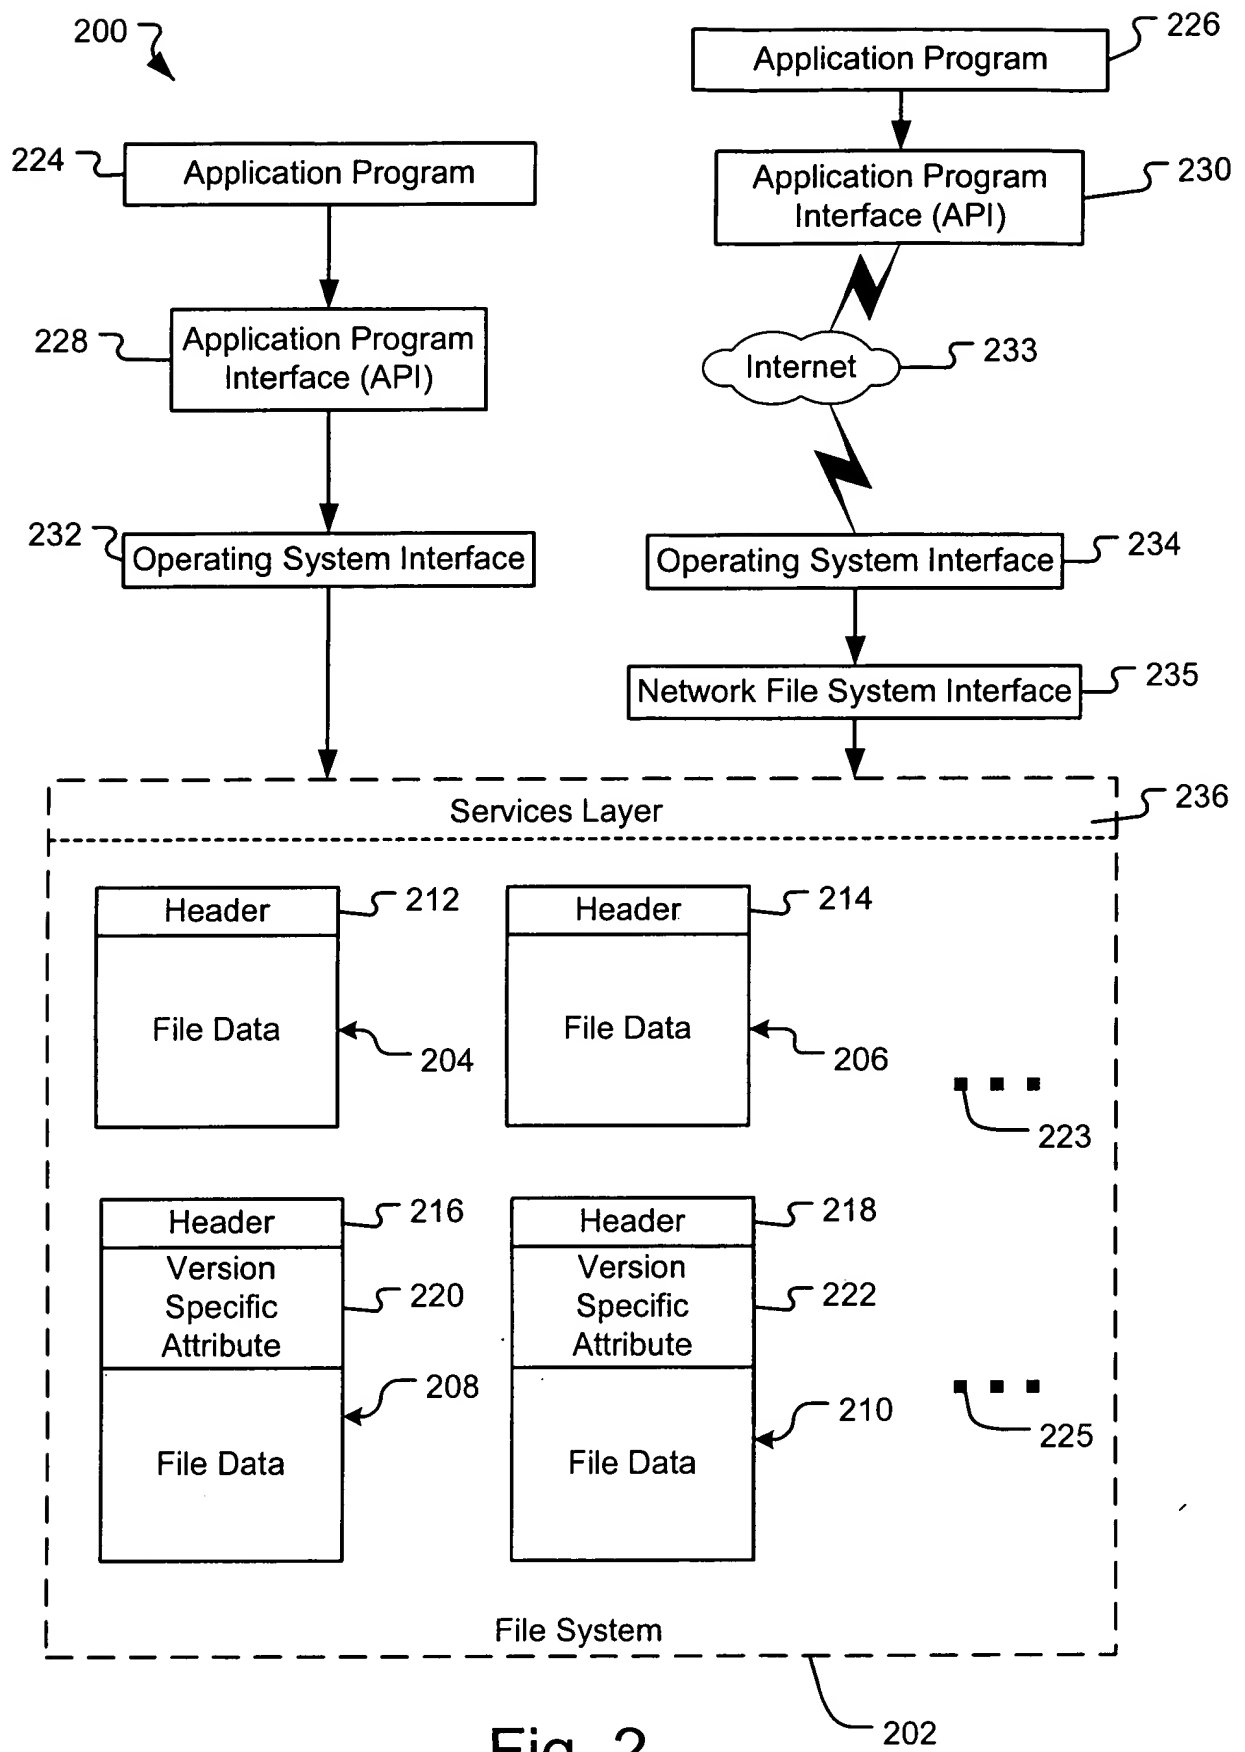 200
226
Application Program
224
Application Program
230
Application Program
Interface (API)
228
Application Program
Interface (API)
Internet
233
232
Operating System Interface
234
Operating System Interface
235
Network File System Interface
236
Services Layer
212
Header
214
Header
File Data
204
File Data
206
223
216
Header
218
Header
Version
Specific
Attribute
220
Version
Specific
Attribute
222
208
File Data
210
File Data
225
File System
202
Fig. 2